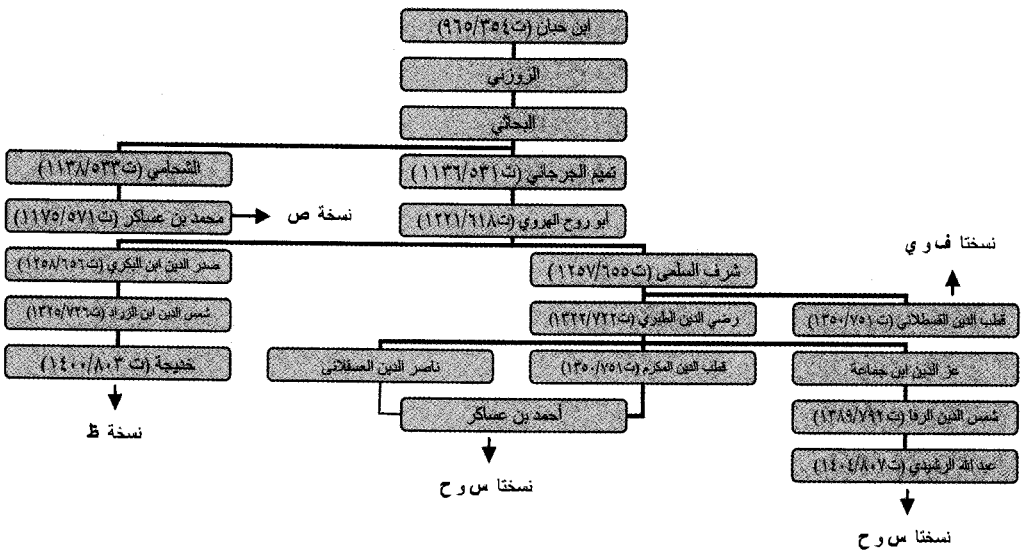 ابن حبان (ت٩٦٥/٣٥٤)
الزوزني
البحاثي
تميم الجرجاني (ت١١٣٦/٥٣١)
الشحامي (ت١١٣٨/٥٣٣)
أبو روح الهروي (ت١٢٢١/٦١٨)
محمد بن عساكر (ت١١٧٥/٥٧١)
نسخة ص
نسختا ف و ي
شرف السلمي (ت١٢٥٧/٦٥٥)
صدر الدين ابن البكري (ت١٢٥٨/٦٥٦)
قطب الدين القسطلاني (ت١٣٥٠/٧٥١)
رضي الدين الطبري (ت١٣٢٢/٧٢٢)
شمس الدين ابن الزراد (ت١٣٢٥/٧٢٦)
عز الدين ابن جماعة
قطب الدين المكرم (ت١٣٥٠/٧٥١)
ناصر الدين العسقلاني
خديجة (ت ١٤٠٠/٨٠٣)
شمس الدين الرفا (ت١٣٨٩/٧٩٢)
أحمد بن عساكر
نسخة ظ
عبد الله الرشيدي (ت١٤٠٤/٨٠٧)
نسختا س و ح
نسختا س و ح